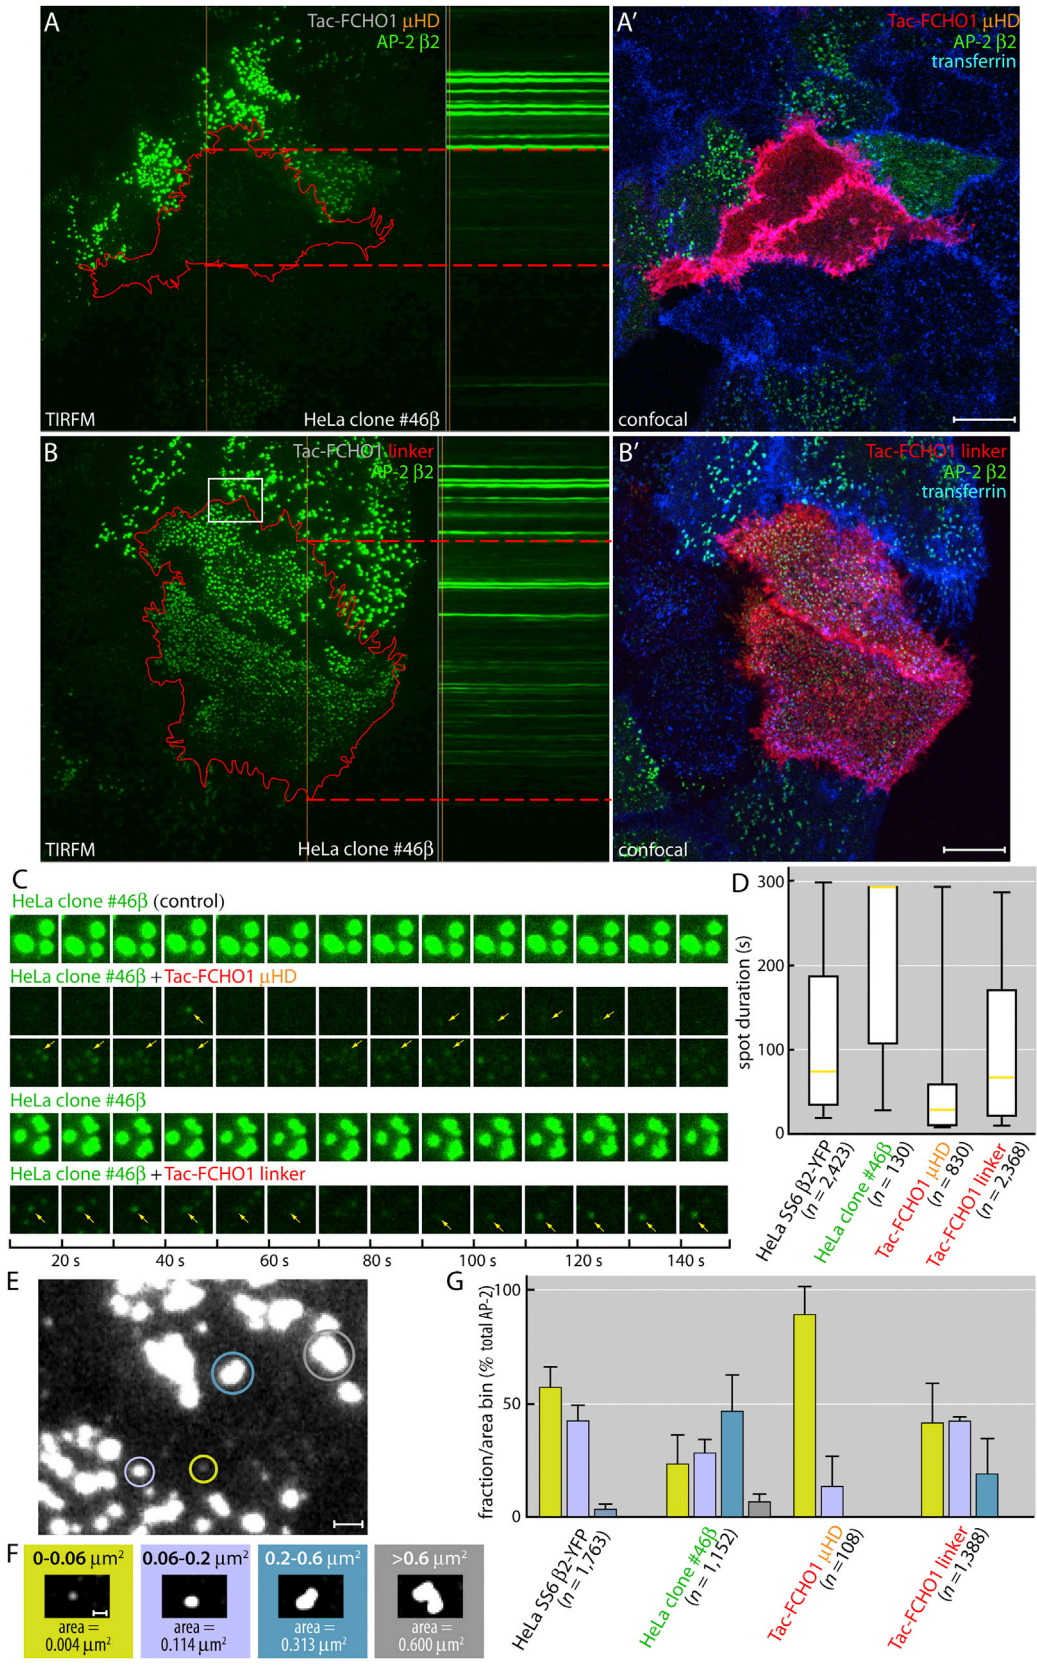 A
Tac-FCHO1 μHD
AP-2 β2
TIRFM
HeLa clone #46β
A′
Tac-FCHO1 μHD
AP-2 β2
transferrin
confocal
B
Tac-FCHO1 linker
AP-2 β2
TIRFM
HeLa clone #46β
B′
Tac-FCHO1 linker
AP-2 β2
transferrin
confocal
C
HeLa clone #46β (control)
HeLa clone #46β + Tac-FCHO1 μHD
HeLa clone #46β
HeLa clone #46β + Tac-FCHO1 linker
20 s 40 s 60 s 80 s 100 s 120 s 140 s
D
spot duration (s)
300
200
100
0
HeLa SS6 β2-YFP
(n = 2,423)
HeLa clone #46β
(n = 130)
Tac-FCHO1 μHD
(n = 830)
Tac-FCHO1 linker
(n = 2,368)
E
F
0-0.06 μm²
area =
0.004 μm²
0.06-0.2 μm²
area =
0.114 μm²
0.2-0.6 μm²
area =
0.313 μm²
>0.6 μm²
area =
0.600 μm²
G
fraction/area bin (% total AP-2)
100
50
0
HeLa SS6 β2-YFP
(n = 1,763)
HeLa clone #46β
(n = 1,152)
Tac-FCHO1 μHD
(n =108)
Tac-FCHO1 linker
(n =1,388)